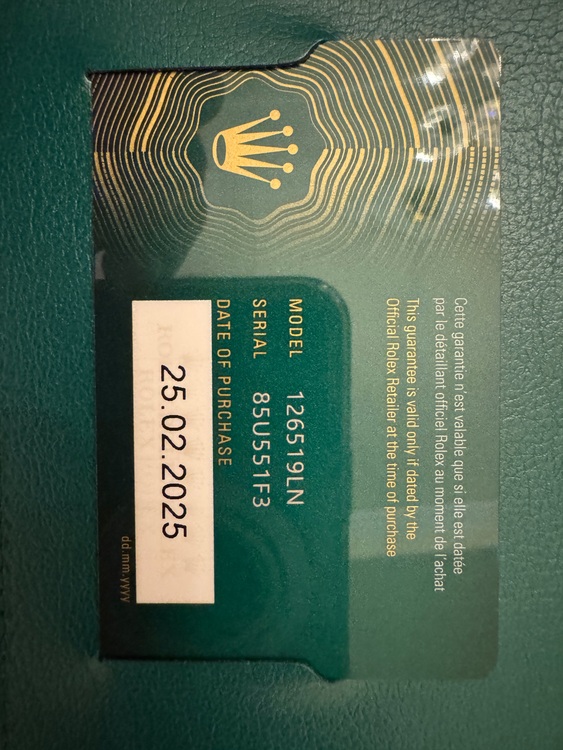 Cette garantie n'est valable que si elle est datée
par le détaillant officiel Rolex au moment de l'achat
This guarantee is valid only if dated by the
Official Rolex Retailer at the time of purchase
MODEL 126519LN
SERIAL 85U551F3
DATE OF PURCHASE
25.02.2025
dd.mm.yyyy